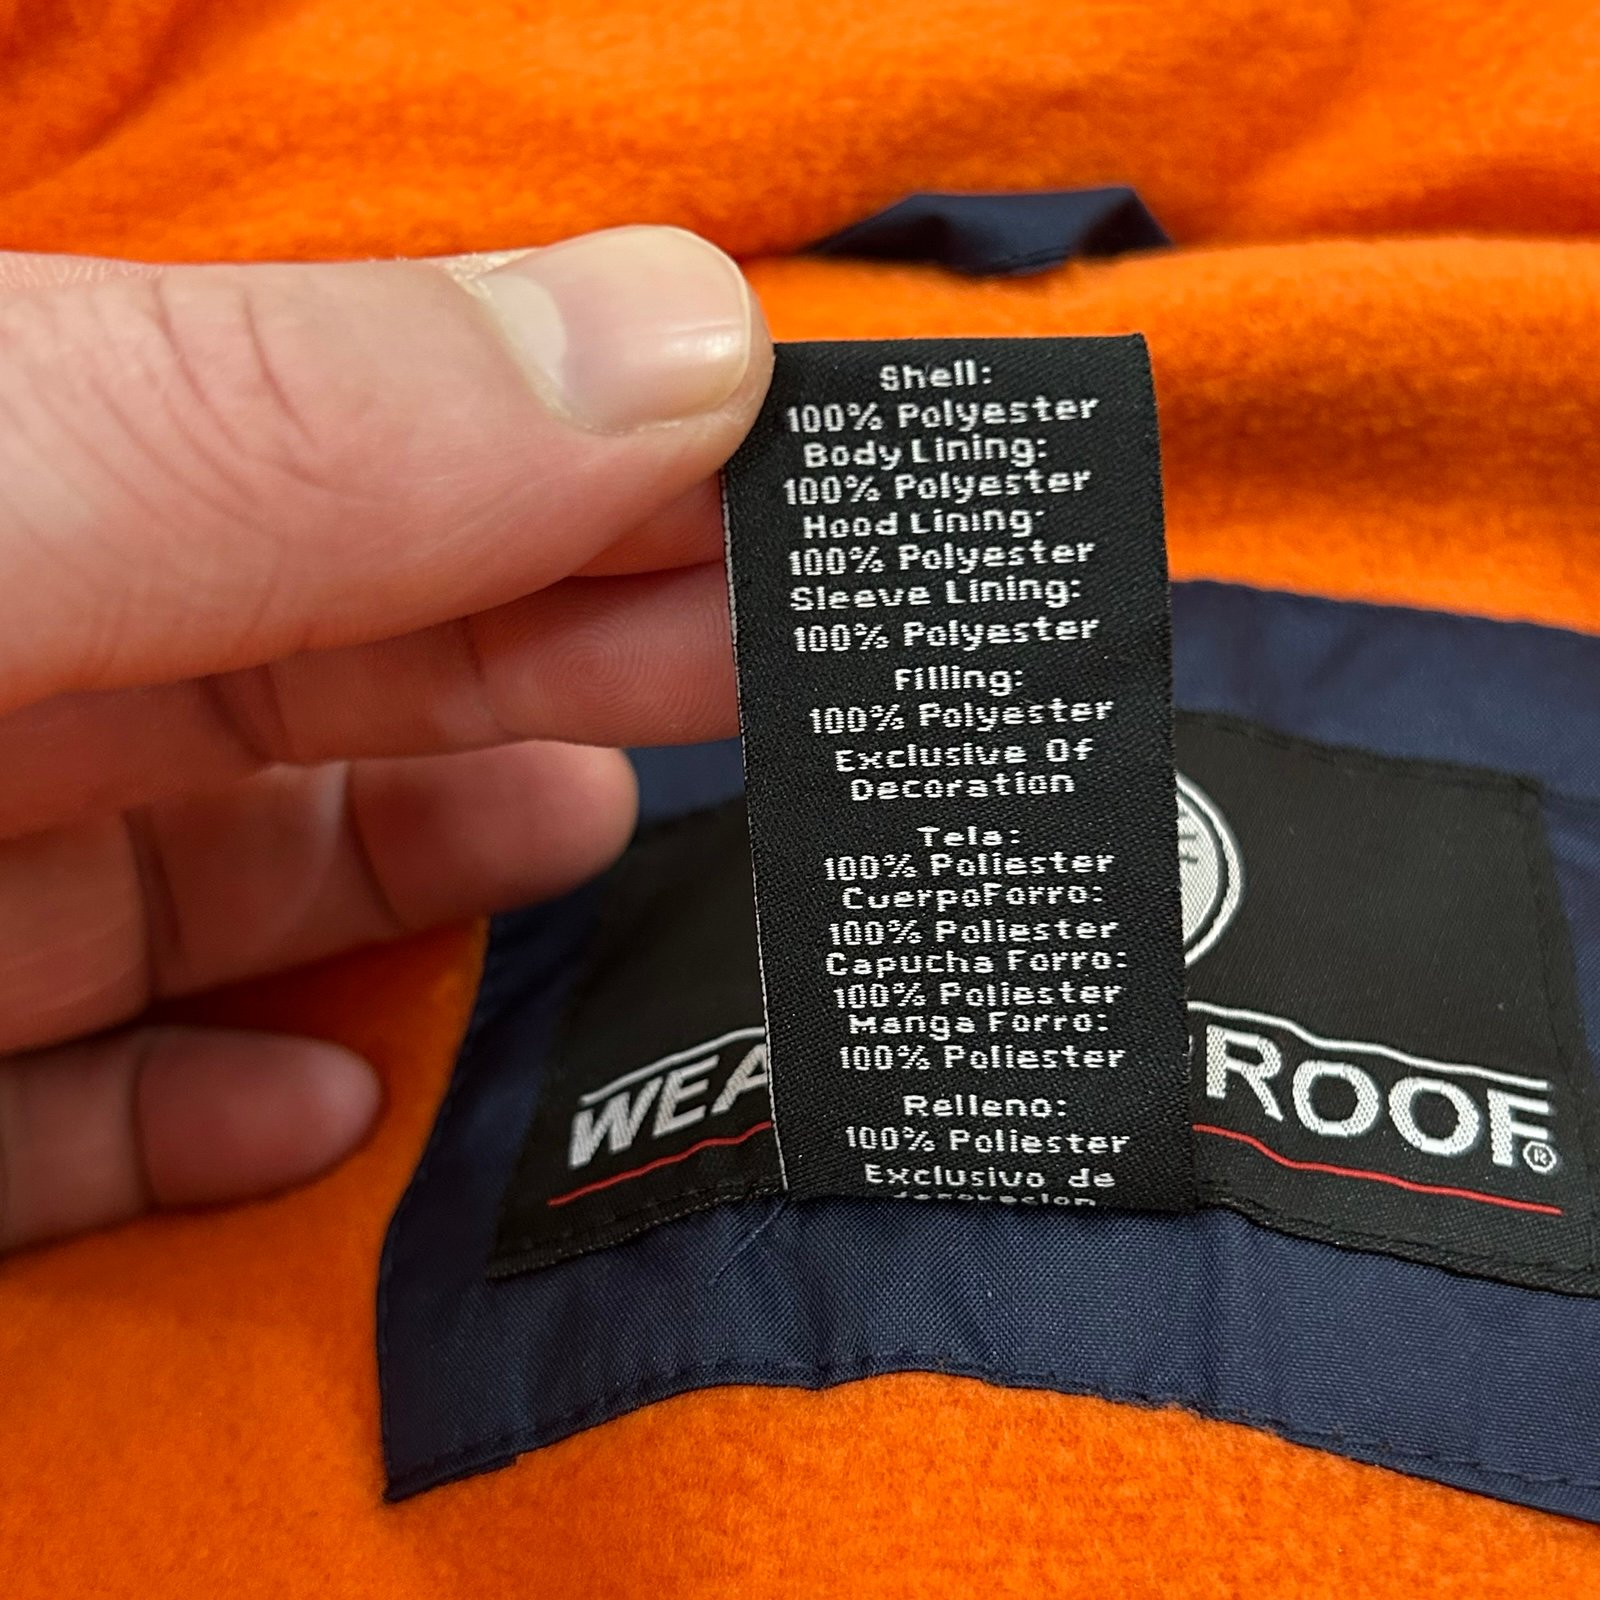 Shell:
100% Polyester
Body Lining:
100% Polyester
Hood Lining:
100% Polyester
Sleeve Lining:
100% Polyester
Filling:
100% Polyester
Exclusive Of
Decoration
Tela:
100% Poliester
CuerpoForro:
100% Poliester
Capucha Forro:
100% Poliester
Manga Forro:
100% Poliester
Relleno:
100% Poliester
Exclusivo de
WEA ROOF®